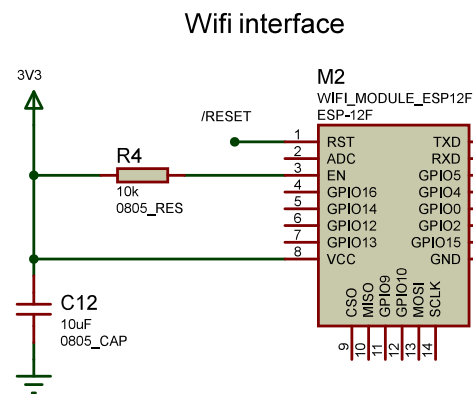 Wifi interface
3V3
M2
WIFI_MODULE_ESP12F
ESP-12F
/RESET
R4
10k
0805_RES
1 RST TXD
2 ADC RXD
3 EN GPIO5
4 GPIO16 GPIO4
5 GPIO14 GPIO0
6 GPIO12 GPIO2
7 GPIO13 GPIO15
8 VCC GND
C12
10uF
0805_CAP
CSO MISO GPIO9 GPIO10 MOSI SCLK
9 10 11 12 13 14